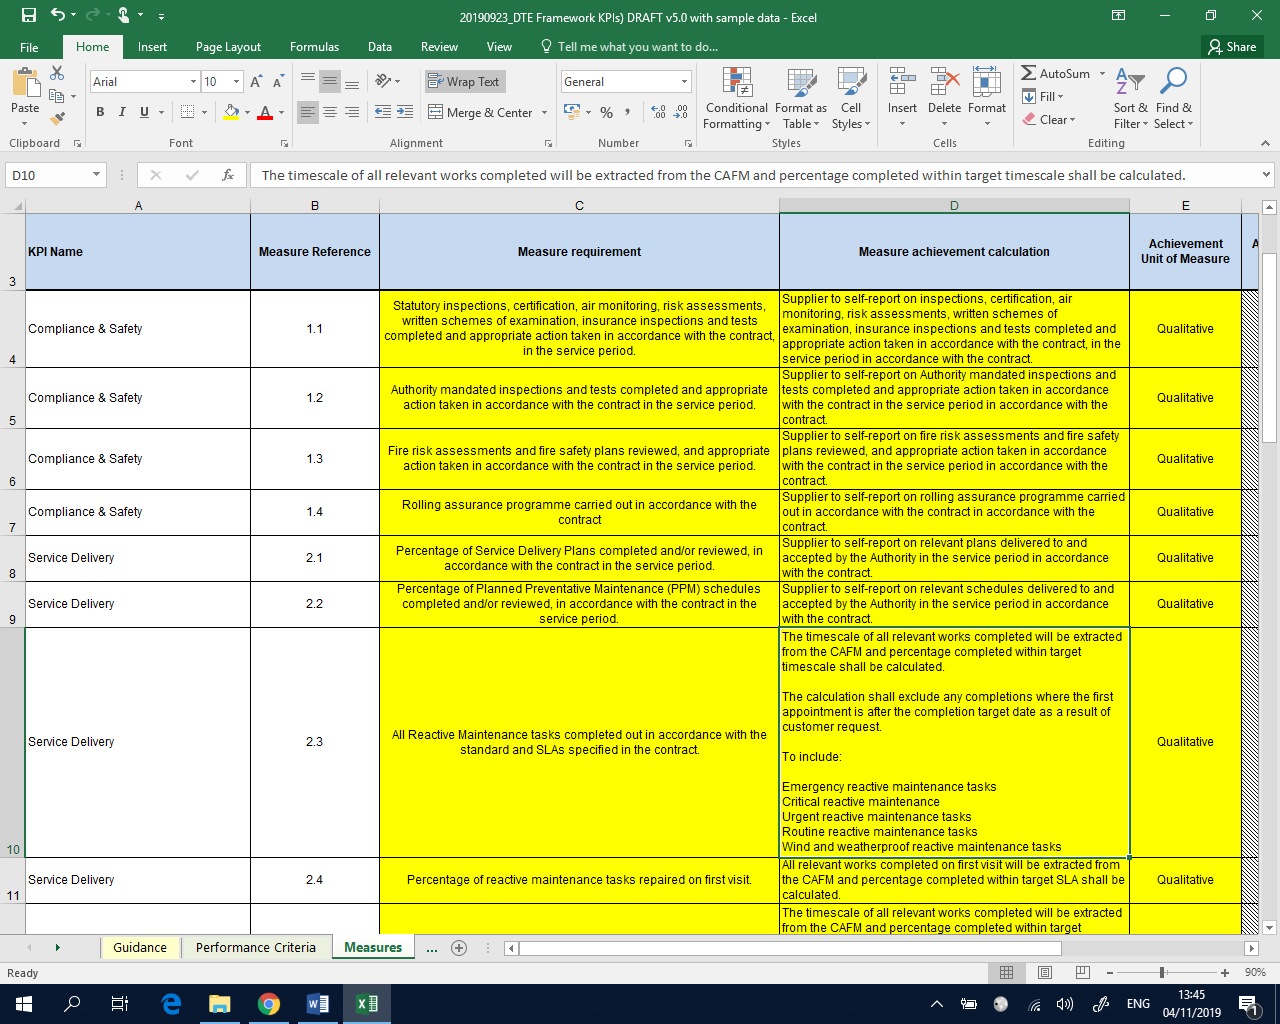 20190923_DTE Framework KPIs) DRAFT v5.0 with sample data - Excel
File Home Insert Page Layout Formulas Data Review View Tell me what you want to do... Share
Arial 10 Wrap Text General AutoSum
Paste Fill
Clear
B I U Merge & Center % , Conditional Format as Cell Insert Delete Format Sort & Find &
Formatting Table Styles Filter Select
Clipboard Font Alignment Number Styles Cells Editing
D10 fx The timescale of all relevant works completed will be extracted from the CAFM and percentage completed within target timescale shall be calculated.
A B C D E
3 KPI Name Measure Reference Measure requirement Measure achievement calculation Achievement
Unit of Measure
4 Compliance & Safety 1.1 Statutory inspections, certification, air monitoring, risk assessments,
written schemes of examination, insurance inspections and tests
completed and appropriate action taken in accordance with the contract,
in the service period.
Supplier to self-report on inspections, certification, air
monitoring, risk assessments, written schemes of
examination, insurance inspections and tests completed and
appropriate action taken in accordance with the contract, in the
service period in accordance with the contract.
Qualitative
5 Compliance & Safety 1.2 Authority mandated inspections and tests completed and appropriate
action taken in accordance with the contract in the service period.
Supplier to self-report on Authority mandated inspections and
tests completed and appropriate action taken in accordance
with the contract in the service period in accordance with the
contract.
Qualitative
6 Compliance & Safety 1.3 Fire risk assessments and fire safety plans reviewed, and appropriate
action taken in accordance with the contract in the service period.
Supplier to self-report on fire risk assessments and fire safety
plans reviewed, and appropriate action taken in accordance
with the contract in the service period in accordance with the
contract.
Qualitative
7 Compliance & Safety 1.4 Rolling assurance programme carried out in accordance with the
contract
Supplier to self-report on rolling assurance programme carried
out in accordance with the contract in accordance with the
contract.
Qualitative
8 Service Delivery 2.1 Percentage of Service Delivery Plans completed and/or reviewed, in
accordance with the contract in the service period.
Supplier to self-report on relevant plans delivered to and
accepted by the Authority in the service period in accordance
with the contract.
Qualitative
9 Service Delivery 2.2 Percentage of Planned Preventative Maintenance (PPM) schedules
completed and/or reviewed, in accordance with the contract in the
service period.
Supplier to self-report on relevant schedules delivered to and
accepted by the Authority in the service period in accordance
with the contract.
Qualitative
10 Service Delivery 2.3 All Reactive Maintenance tasks completed out in accordance with the
standard and SLAs specified in the contract.
The timescale of all relevant works completed will be extracted
from the CAFM and percentage completed within target
timescale shall be calculated.
The calculation shall exclude any completions where the first
appointment is after the completion target date as a result of
customer request.
To include:
Emergency reactive maintenance tasks
Critical reactive maintenance
Urgent reactive maintenance tasks
Routine reactive maintenance tasks
Wind and weatherproof reactive maintenance tasks
Qualitative
11 Service Delivery 2.4 Percentage of reactive maintenance tasks repaired on first visit.
All relevant works completed on first visit will be extracted from
the CAFM and percentage completed within target SLA shall be
calculated.
Qualitative
The timescale of all relevant works completed will be extracted
from the CAFM and percentage completed within target
Guidance Performance Criteria Measures ...
Ready 90%
ENG 13:45
04/11/2019 1